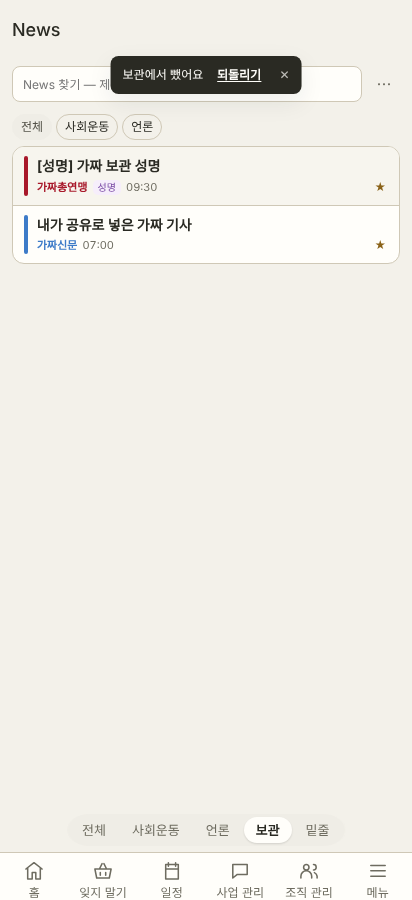 News
보관에서 뺐어요 되돌리기 ×
News 찾기 — 제
전체 사회운동 언론
[성명] 가짜 보관 성명
가짜총연맹 성명 09:30 ★
내가 공유로 넣은 가짜 기사
가짜신문 07:00 ★
전체 사회운동 언론 보관 밑줄
홈 잊지 말기 일정 사업 관리 조직 관리 메뉴